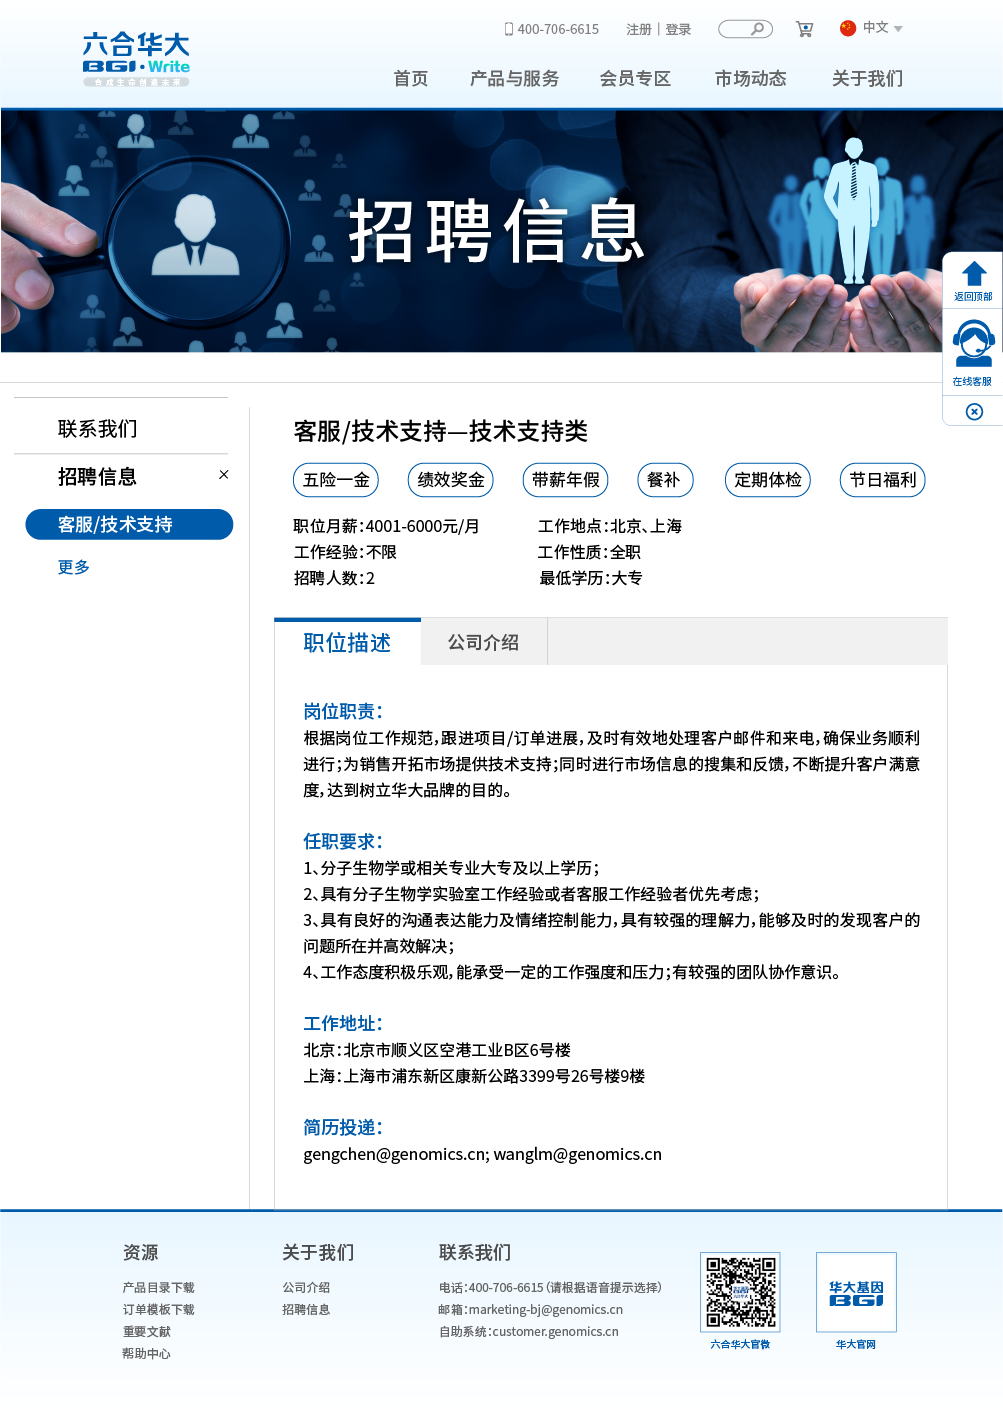 400-706-6615 注册 | 登录 中文
六合华大
BGI·Write
合成生命创造未来
首页 产品与服务 会员专区 市场动态 关于我们
招聘信息
返回顶部
在线客服
联系我们
招聘信息
客服/技术支持
更多
客服/技术支持—技术支持类
五险一金 绩效奖金 带薪年假 餐补 定期体检 节日福利
职位月薪：4001-6000元/月 工作地点：北京、上海
工作经验：不限 工作性质：全职
招聘人数：2 最低学历：大专
职位描述 公司介绍
岗位职责：
根据岗位工作规范，跟进项目/订单进展，及时有效地处理客户邮件和来电，确保业务顺利
进行；为销售开拓市场提供技术支持；同时进行市场信息的搜集和反馈，不断提升客户满意
度，达到树立华大品牌的目的。
任职要求：
1、分子生物学或相关专业大专及以上学历；
2、具有分子生物学实验室工作经验或者客服工作经验者优先考虑；
3、具有良好的沟通表达能力及情绪控制能力，具有较强的理解力，能够及时的发现客户的
问题所在并高效解决；
4、工作态度积极乐观，能承受一定的工作强度和压力；有较强的团队协作意识。
工作地址：
北京：北京市顺义区空港工业B区6号楼
上海：上海市浦东新区康新公路3399号26号楼9楼
简历投递：
gengchen@genomics.cn; wanglm@genomics.cn
资源 关于我们 联系我们
产品目录下载 公司介绍 电话：400-706-6615（请根据语音提示选择）
订单模板下载 招聘信息 邮箱：marketing-bj@genomics.cn
重要文献 自助系统：customer.genomics.cn
帮助中心
华大基因
BGI
六合华大官微 华大官网